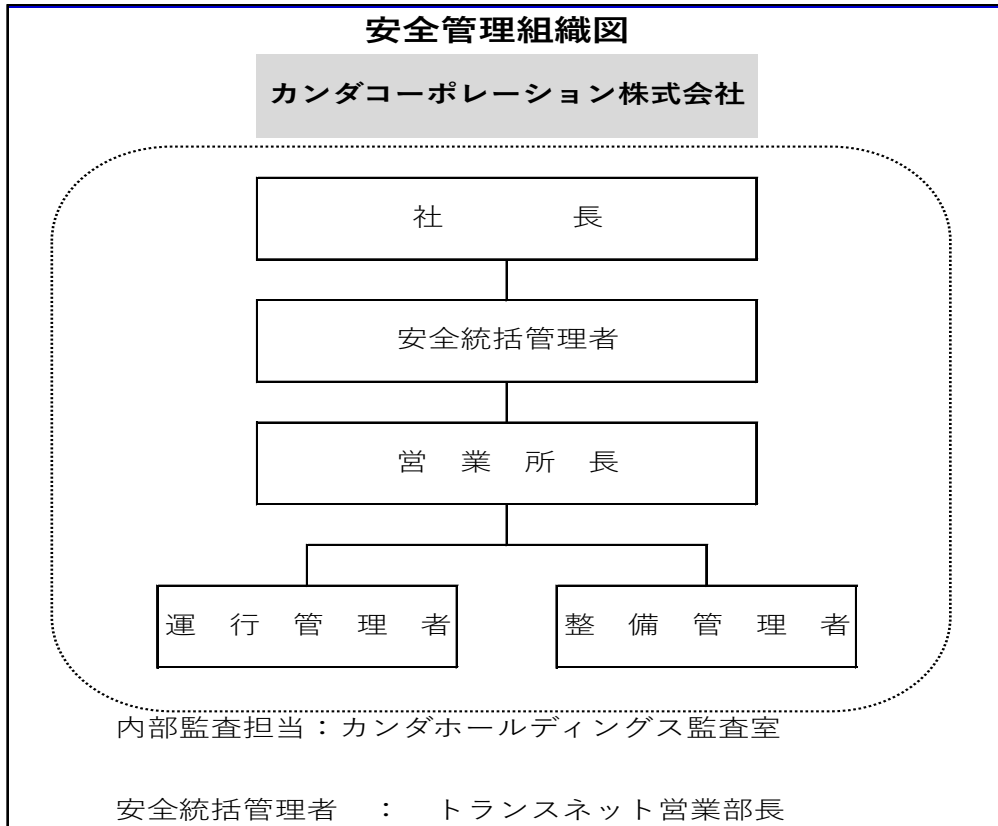 安全管理組織図
カンダコーポレーション株式会社
社　　　　長
安全統括管理者
営　業　所　長
運　行　管　理　者
整　備　管　理　者
内部監査担当：カンダホールディングス監査室
安全統括管理者　：　トランスネット営業部長